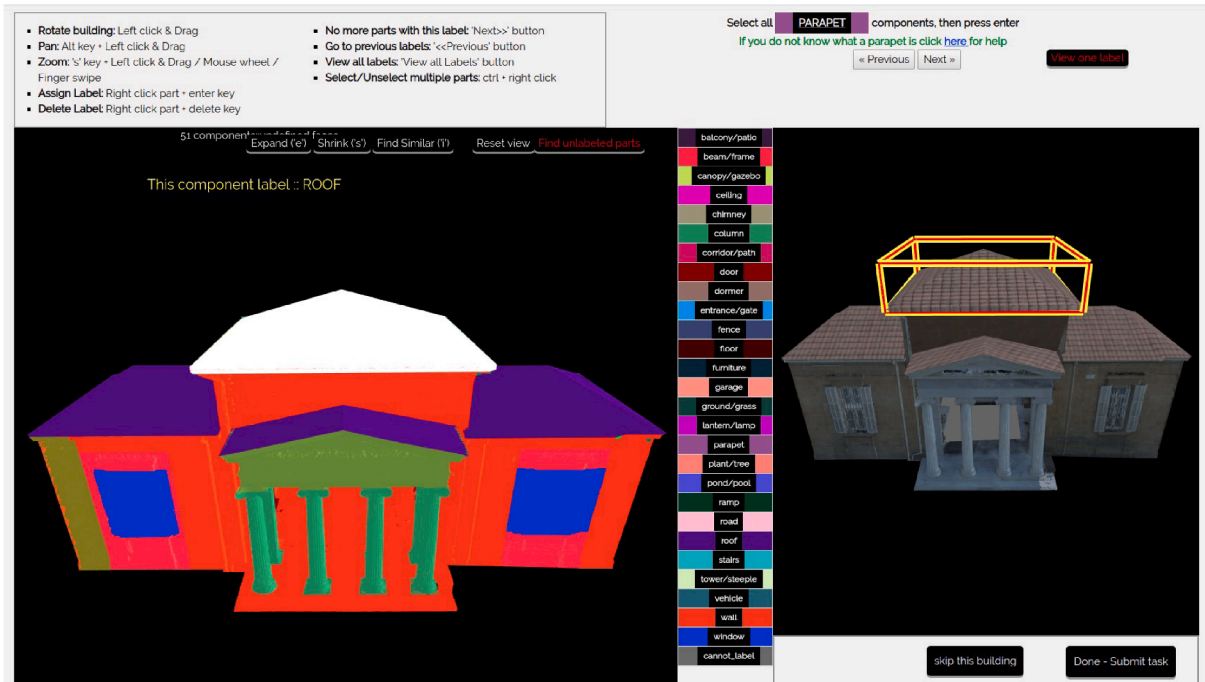 Rotate building: Left click & Drag
Pan: Alt key + Left click & Drag
Zoom: 's' key + Left click & Drag / Mouse wheel /
Finger swipe
Assign Label: Right click part + enter key
Delete Label: Right click part + delete key
No more parts with this label: 'Next>>' button
Go to previous labels: '<<Previous' button
View all labels: 'View all Labels' button
Select/Unselect multiple parts: ctrl + right click
Select all PARAPET components, then press enter
If you do not know what a parapet is click here for help
« Previous Next »
View one label
51 components
Expand ('e') Shrink ('s') Find Similar ('i') Reset view Find unlabeled parts
This component label :: ROOF
balcony/patio
beam/frame
canopy/gazebo
ceiling
chimney
column
corridor/path
door
dormer
entrance/gate
fence
floor
furniture
garage
ground/grass
lantern/lamp
parapet
plant/tree
pond/pool
ramp
road
roof
stairs
tower/steeple
vehicle
wall
window
cannot_label
skip this building
Done - Submit task